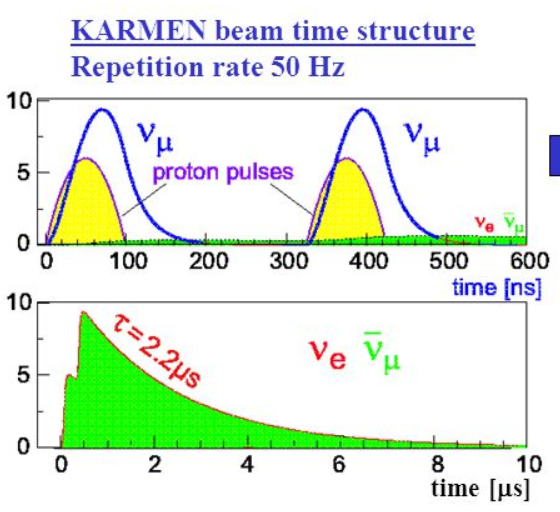 KARMEN beam time structure
Repetition rate 50 Hz
10
5
0
νμ
νμ
proton pulses
νe ν̄μ
0 100 200 300 400 500 600
time [ns]
10
5
0
τ=2.2μs
νe ν̄μ
0 2 4 6 8 10
time [μs]